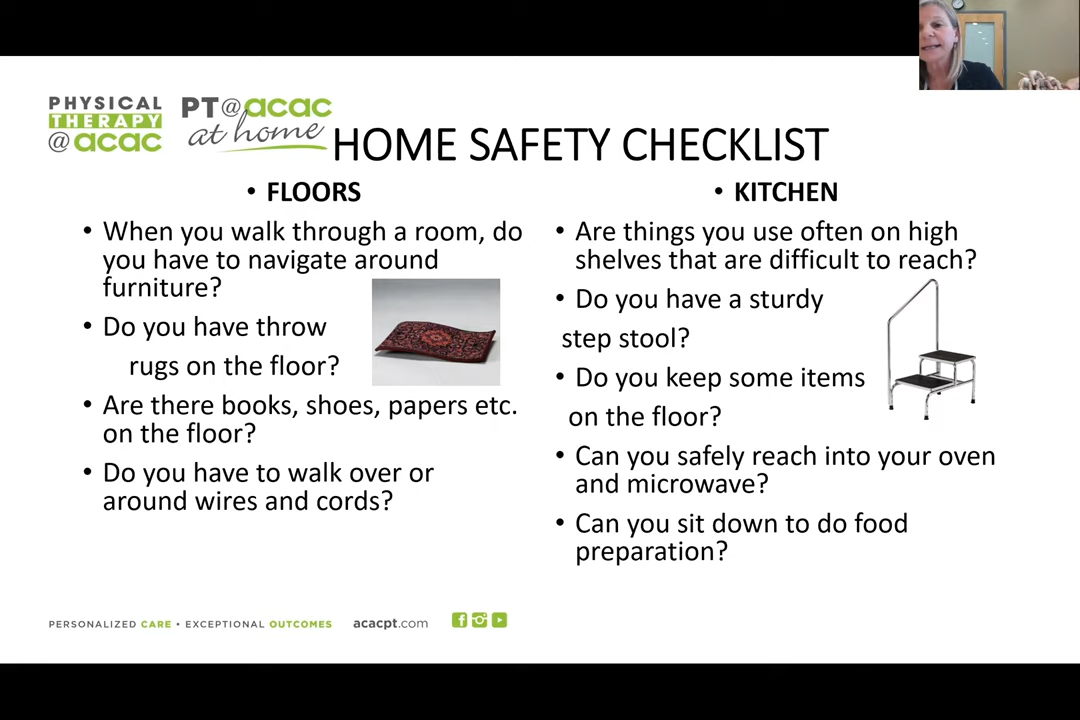 PHYSICAL
THERAPY
@acac
PT@acac
at home
HOME SAFETY CHECKLIST
• FLOORS
• When you walk through a room, do
you have to navigate around
furniture?
• Do you have throw
rugs on the floor?
• Are there books, shoes, papers etc.
on the floor?
• Do you have to walk over or
around wires and cords?
• KITCHEN
• Are things you use often on high
shelves that are difficult to reach?
• Do you have a sturdy
step stool?
• Do you keep some items
on the floor?
• Can you safely reach into your oven
and microwave?
• Can you sit down to do food
preparation?
PERSONALIZED CARE • EXCEPTIONAL OUTCOMES acacpt.com